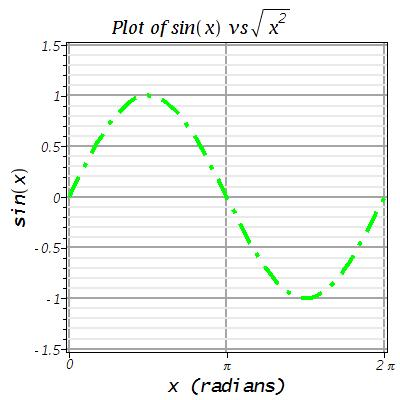 Plot of sin(x) vs √x²
1.5
1
0.5
0
-0.5
-1
-1.5
sin(x)
0 π 2π
x (radians)